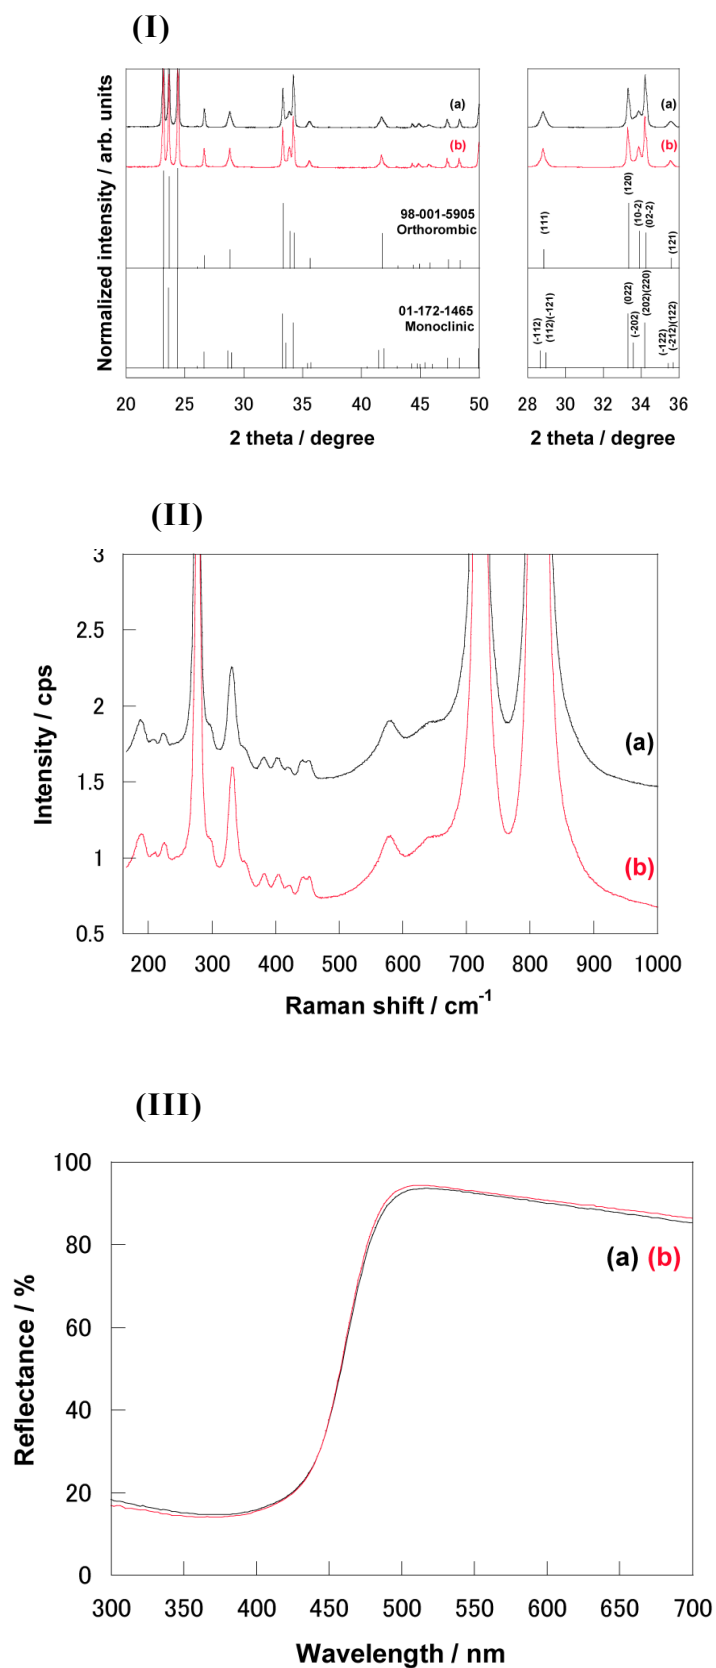 (I)
Normalized intensity / arb. units
(a)
(b)
98-001-5905
Orthorombic
01-172-1465
Monoclinic
20 25 30 35 40 45 50
2 theta / degree
(a)
(b)
(111)
(120)
(10-2)
(02-2)
(121)
(-112)
(112)(-121)
(022)
(-202)
(202)(220)
(-122)
(-212)(122)
28 30 32 34 36
2 theta / degree
(II)
Intensity / cps
3
2.5
2
1.5
1
0.5
(a)
(b)
200 300 400 500 600 700 800 900 1000
Raman shift / cm-1
(III)
Reflectance / %
100
80
60
40
20
0
(a) (b)
300 350 400 450 500 550 600 650 700
Wavelength / nm